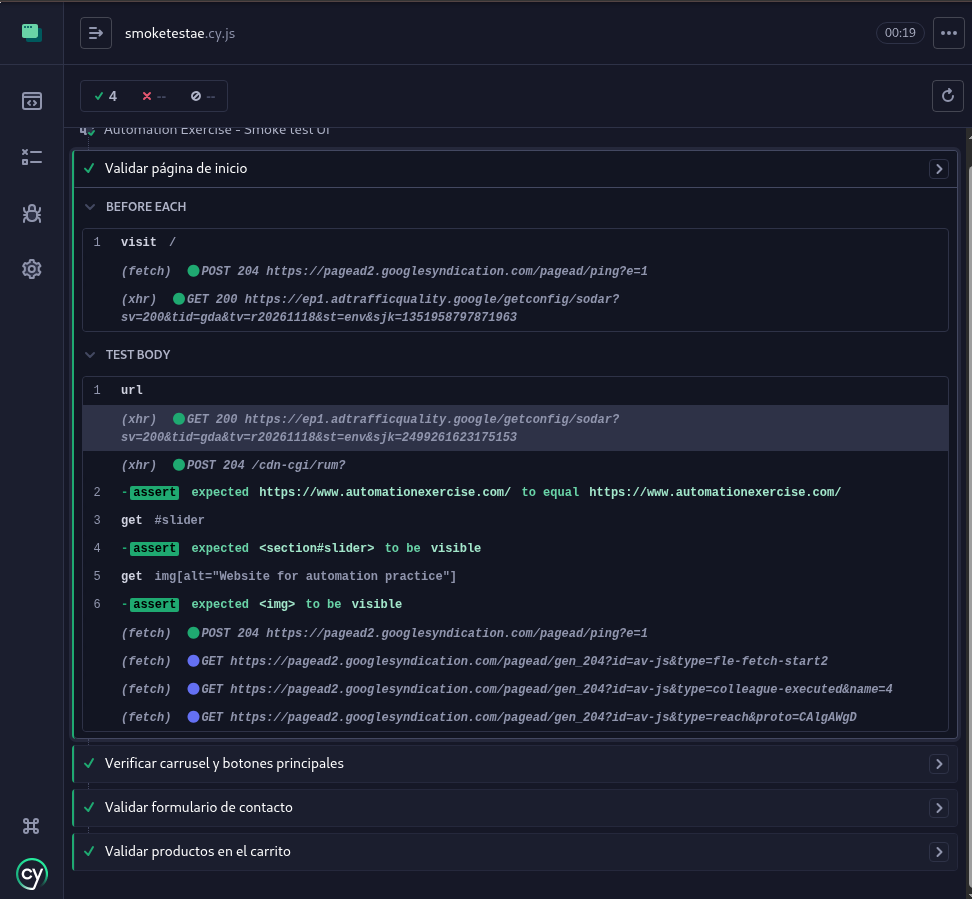 smoketestae.cy.js 00:19
4 -- --
Automation Exercise - Smoke test UI
Validar página de inicio
BEFORE EACH
1 visit /
(fetch) POST 204 https://pagead2.googlesyndication.com/pagead/ping?e=1
(xhr) GET 200 https://ep1.adtrafficquality.google/getconfig/sodar?
sv=200&tid=gda&tv=r20261118&st=env&sjk=1351958797871963
TEST BODY
1 url
(xhr) GET 200 https://ep1.adtrafficquality.google/getconfig/sodar?
sv=200&tid=gda&tv=r20261118&st=env&sjk=2499261623175153
(xhr) POST 204 /cdn-cgi/rum?
2 -assert expected https://www.automationexercise.com/ to equal https://www.automationexercise.com/
3 get #slider
4 -assert expected <section#slider> to be visible
5 get img[alt="Website for automation practice"]
6 -assert expected <img> to be visible
(fetch) POST 204 https://pagead2.googlesyndication.com/pagead/ping?e=1
(fetch) GET https://pagead2.googlesyndication.com/pagead/gen_204?id=av-js&type=fle-fetch-start2
(fetch) GET https://pagead2.googlesyndication.com/pagead/gen_204?id=av-js&type=colleague-executed&name=4
(fetch) GET https://pagead2.googlesyndication.com/pagead/gen_204?id=av-js&type=reach&proto=CAlgAWgD
Verificar carrusel y botones principales
Validar formulario de contacto
Validar productos en el carrito
cy